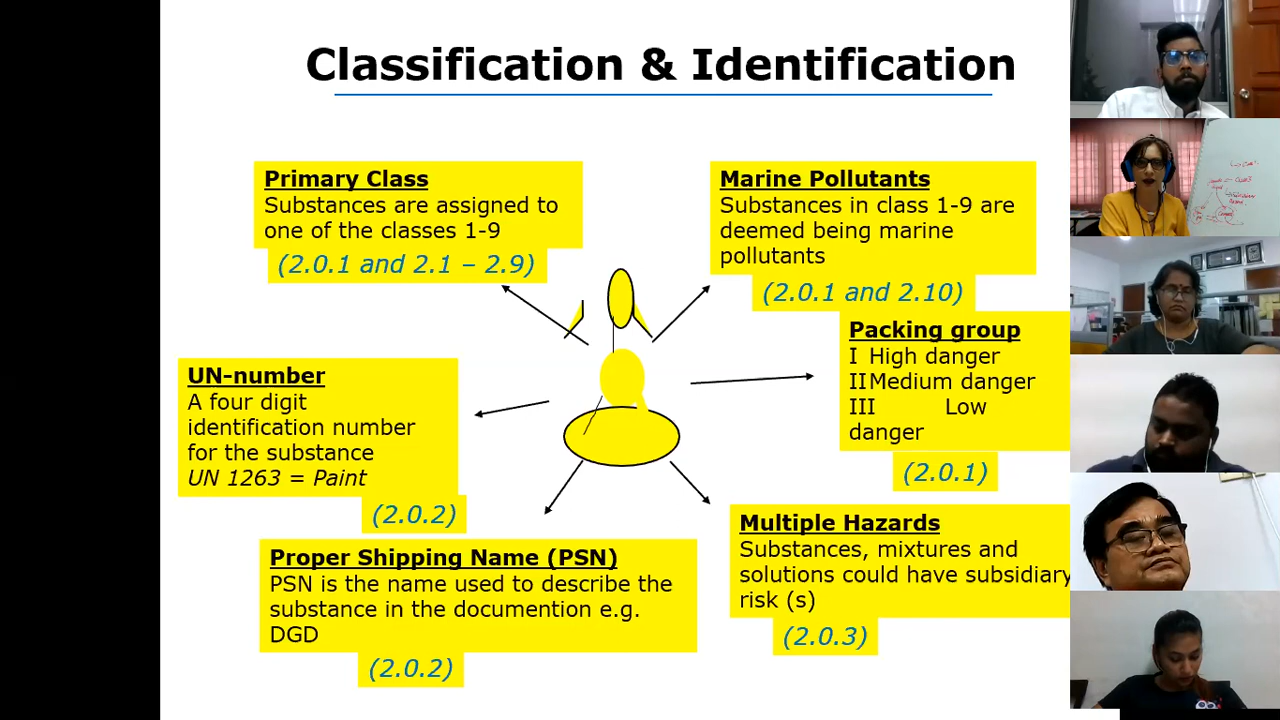 Classification & Identification
Primary Class
Substances are assigned to
one of the classes 1-9
(2.0.1 and 2.1 – 2.9)
Marine Pollutants
Substances in class 1-9 are
deemed being marine
pollutants
(2.0.1 and 2.10)
Packing group
I High danger
II Medium danger
III Low
danger
(2.0.1)
UN-number
A four digit
identification number
for the substance
UN 1263 = Paint
(2.0.2)
Proper Shipping Name (PSN)
PSN is the name used to describe the
substance in the documention e.g.
DGD
(2.0.2)
Multiple Hazards
Substances, mixtures and
solutions could have subsidiary
risk (s)
(2.0.3)